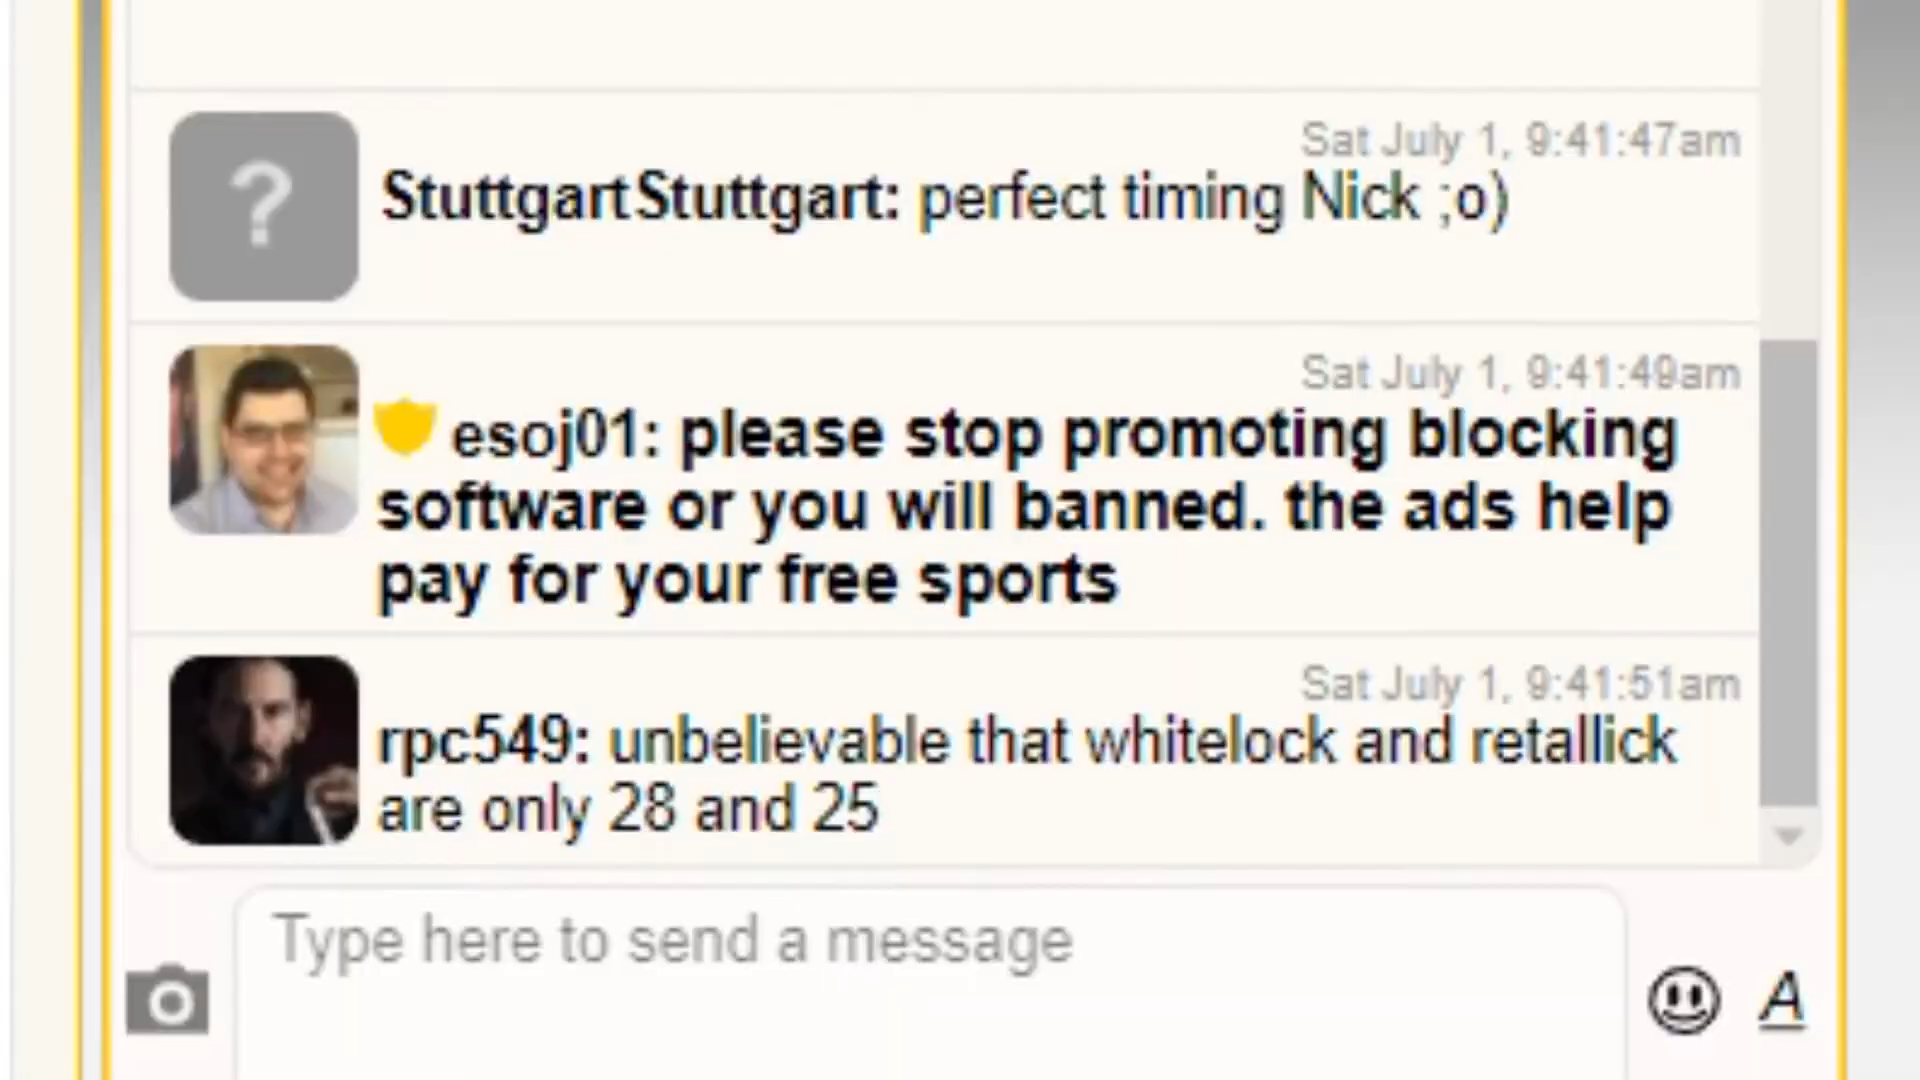 Sat July 1, 9:41:47am
StuttgartStuttgart: perfect timing Nick ;o)
Sat July 1, 9:41:49am
esoj01: please stop promoting blocking
software or you will banned. the ads help
pay for your free sports
Sat July 1, 9:41:51am
rpc549: unbelievable that whitelock and retallick
are only 28 and 25
Type here to send a message
A